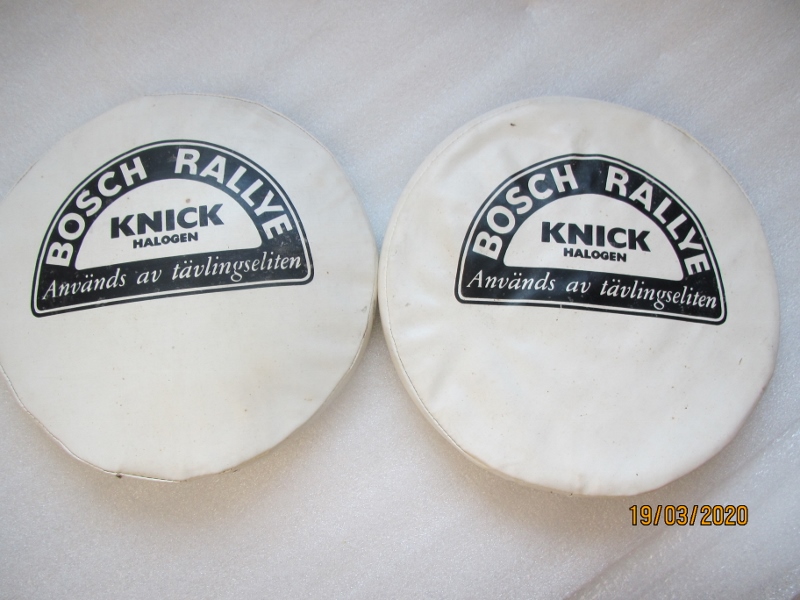 BOSCH RALLYE
KNICK
HALOGEN
Används av tävlingseliten
BOSCH RALLYE
KNICK
HALOGEN
Används av tävlingseliten
19/03/2020